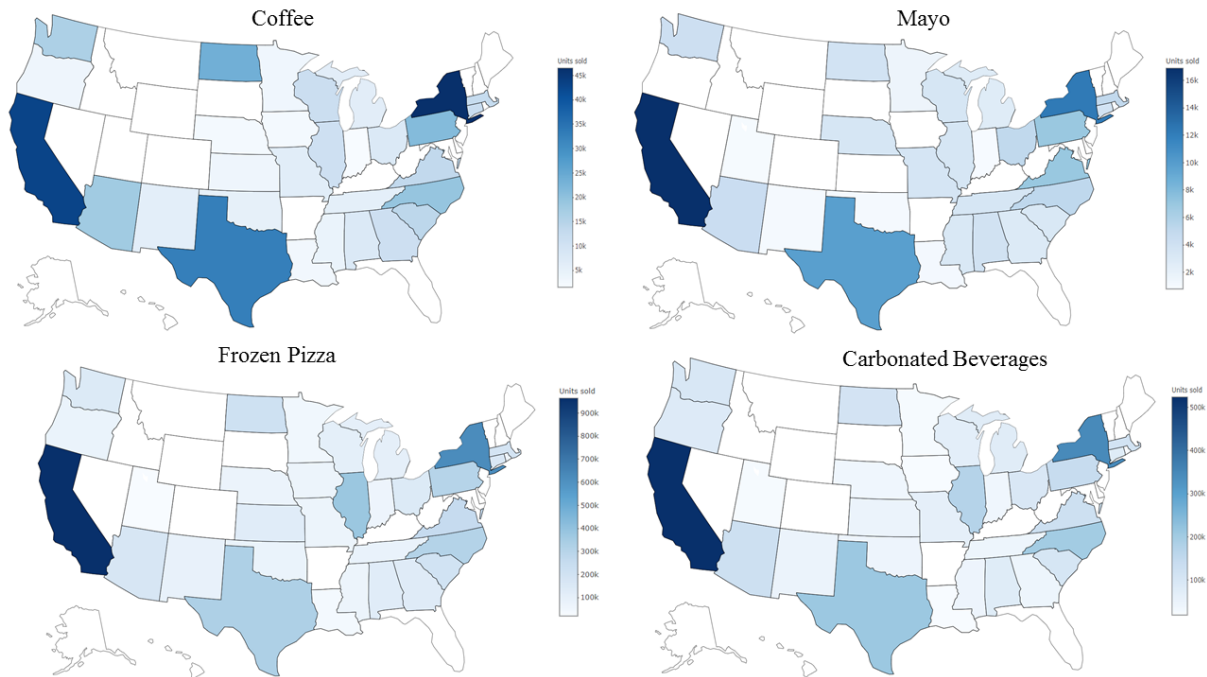 Coffee
Units sold
45k
40k
35k
30k
25k
20k
15k
10k
5k
Mayo
Units sold
16k
14k
12k
10k
8k
6k
4k
2k
Frozen Pizza
Units sold
900k
800k
700k
600k
500k
400k
300k
200k
100k
Carbonated Beverages
Units sold
500k
400k
300k
200k
100k